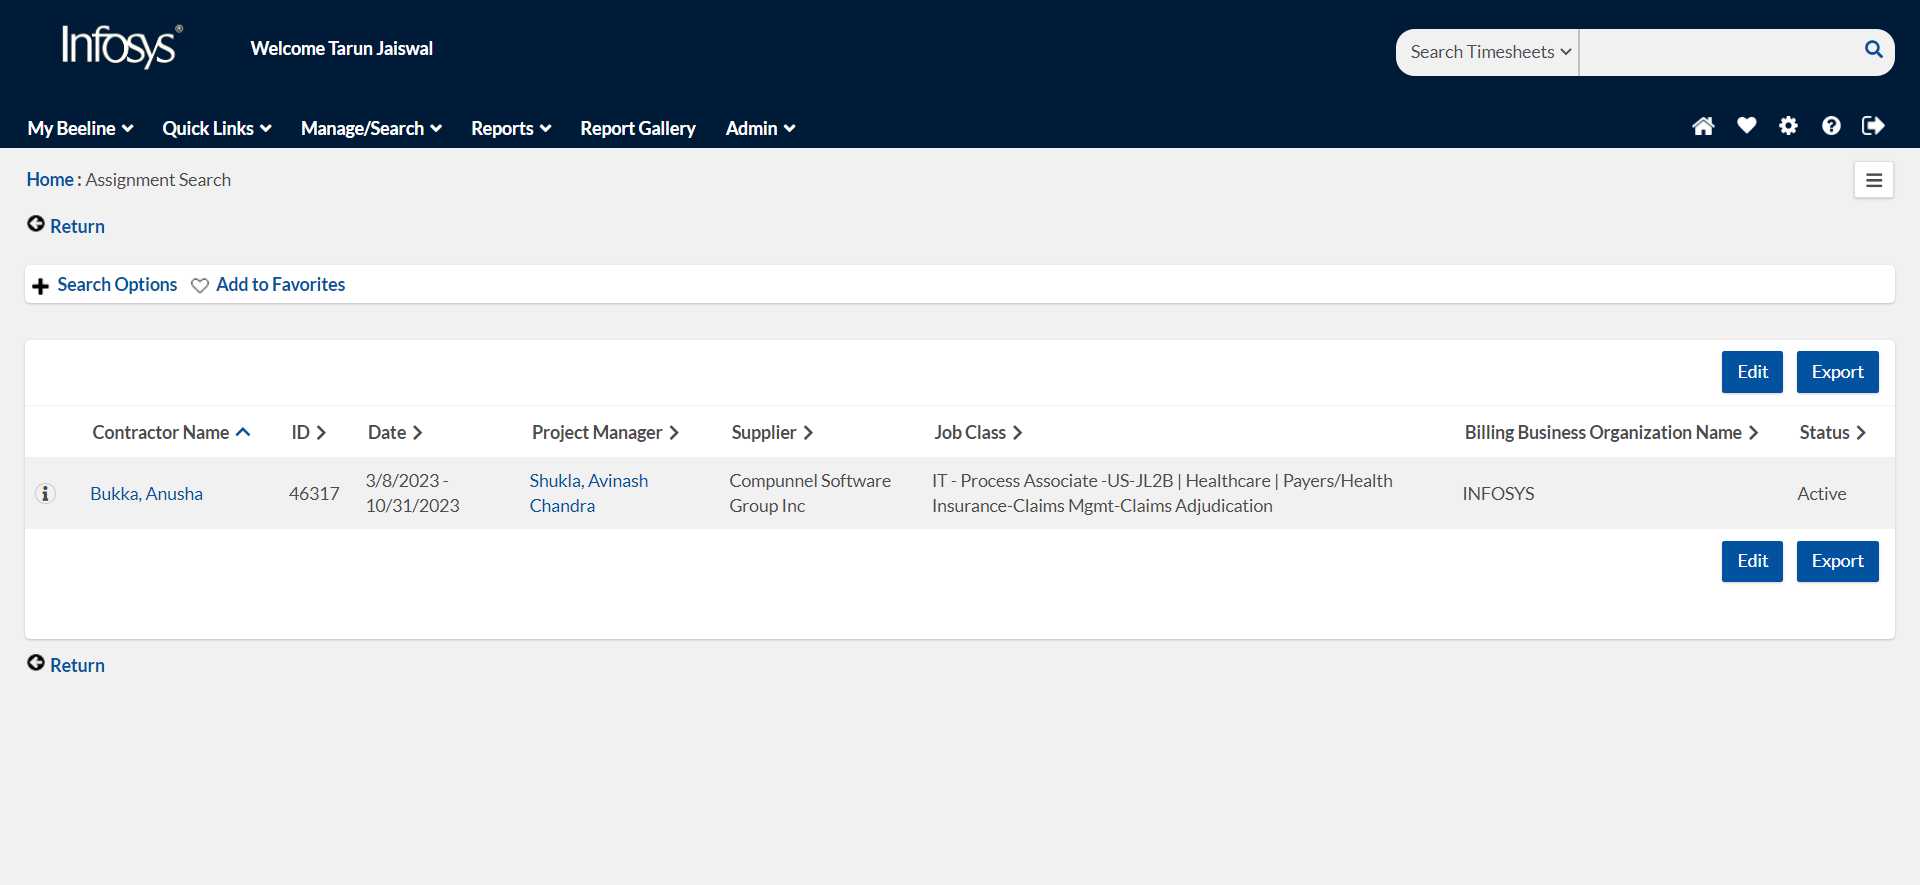 Infosys®
Welcome Tarun Jaiswal
Search Timesheets
My Beeline
Quick Links
Manage/Search
Reports
Report Gallery
Admin
Home : Assignment Search
Return
Search Options
Add to Favorites
Edit
Export
Contractor Name
ID
Date
Project Manager
Supplier
Job Class
Billing Business Organization Name
Status
Bukka, Anusha
46317
3/8/2023 -
10/31/2023
Shukla, Avinash
Chandra
Compunnel Software
Group Inc
IT - Process Associate -US-JL2B | Healthcare | Payers/Health
Insurance-Claims Mgmt-Claims Adjudication
INFOSYS
Active
Edit
Export
Return